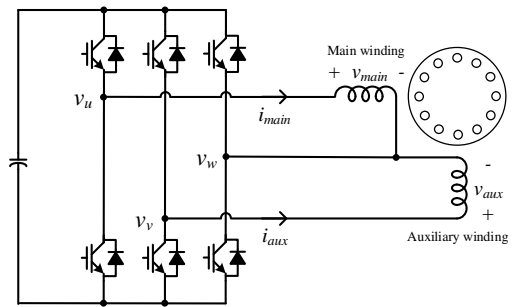 Main winding
+ v_main -
v_u
i_main
v_w
-
v_aux
+
v_v
i_aux
Auxiliary winding